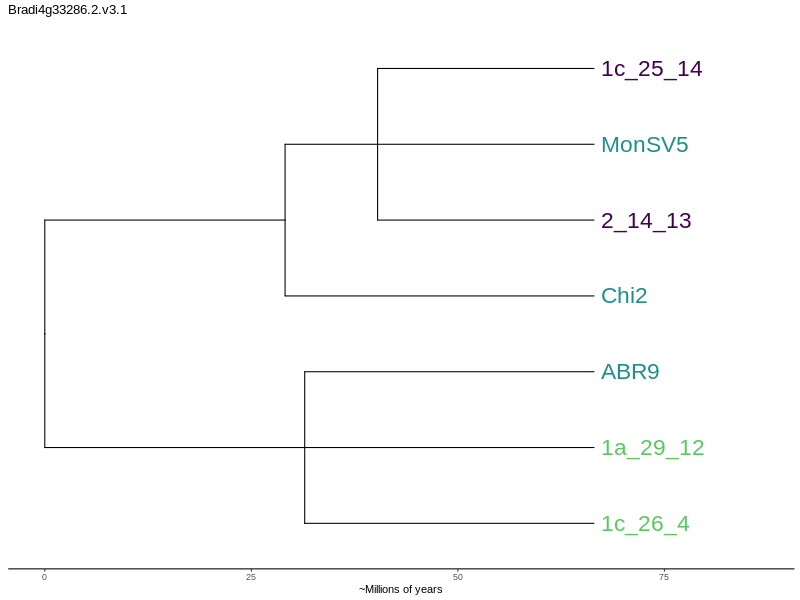 Bradi4g33286.2.v3.1
1c_25_14
MonSV5
2_14_13
Chi2
ABR9
1a_29_12
1c_26_4
0 25 50 75
~Millions of years